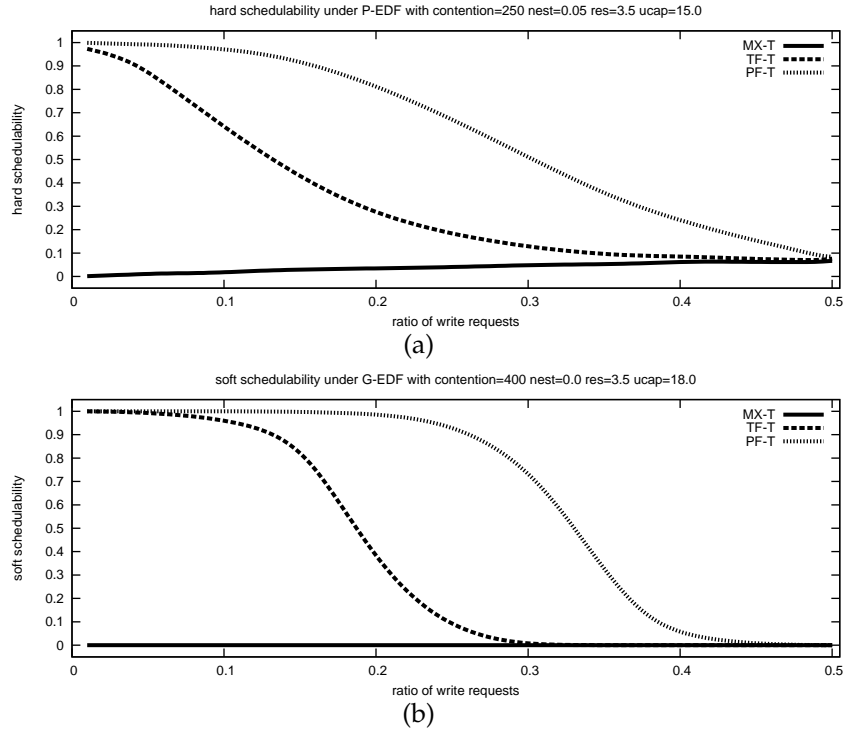 hard schedulability under P-EDF with contention=250 nest=0.05 res=3.5 ucap=15.0
MX-T
TF-T
PF-T
hard schedulability
1
0.9
0.8
0.7
0.6
0.5
0.4
0.3
0.2
0.1
0
0 0.1 0.2 0.3 0.4 0.5
ratio of write requests
(a)
soft schedulability under G-EDF with contention=400 nest=0.0 res=3.5 ucap=18.0
MX-T
TF-T
PF-T
soft schedulability
1
0.9
0.8
0.7
0.6
0.5
0.4
0.3
0.2
0.1
0
0 0.1 0.2 0.3 0.4 0.5
ratio of write requests
(b)